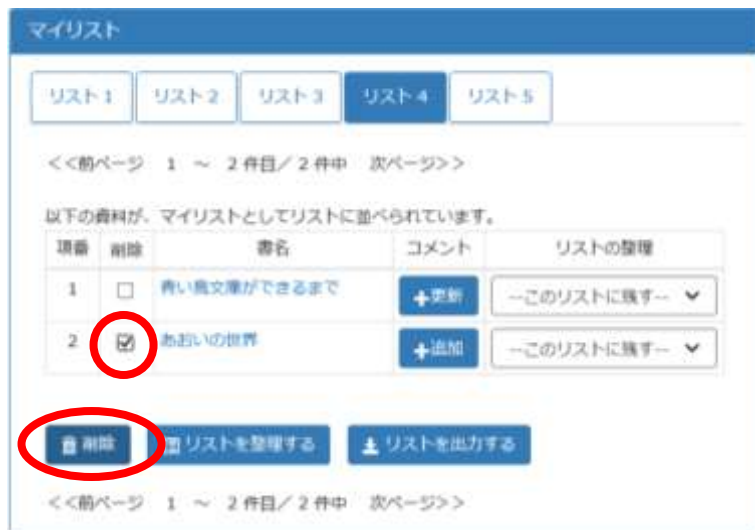 マイリスト
リスト1 リスト2 リスト3 リスト4 リスト5
<<前ページ 1 ～ 2件目／2件中 次ページ>>
以下の資料が、マイリストとしてリストに並べられています。
項番 削除 書名 コメント リストの整理
1 青い鳥文庫ができるまで +更新 --このリストに残す--
2 あおいの世界 +追加 --このリストに残す--
削除 リストを整理する リストを出力する
<<前ページ 1 ～ 2件目／2件中 次ページ>>